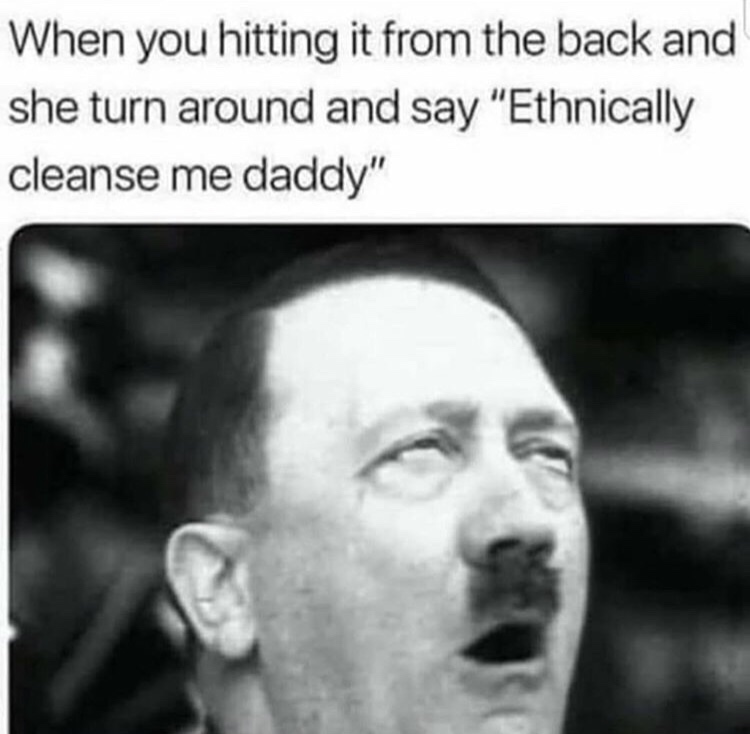 When you hitting it from the back and
she turn around and say "Ethnically
cleanse me daddy"